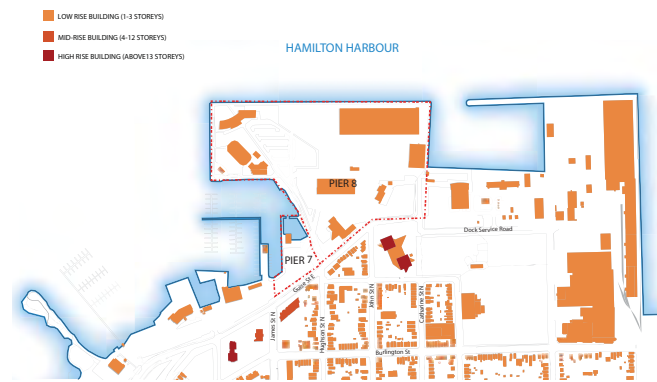 LOW RISE BUILDING (1-3 STOREYS)
MID-RISE BUILDING (4-12 STOREYS)
HIGH RISE BUILDING (ABOVE13 STOREYS)
HAMILTON HARBOUR
PIER 8
Dock Service Road
PIER 7
Guise St E
James St N
Hughson St N
John St N
Catharine St N
Burlington St